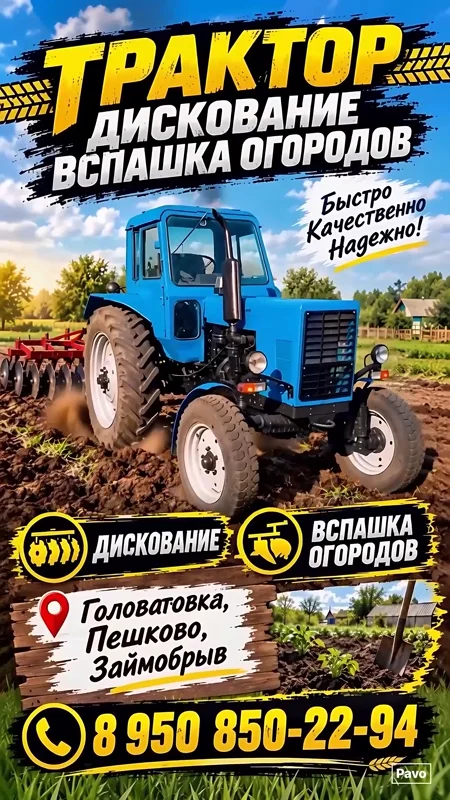 ТРАКТОР
ДИСКОВАНИЕ
ВСПАШКА ОГОРОДОВ
Быстро
Качественно
Надежно!
ДИСКОВАНИЕ
ВСПАШКА
ОГОРОДОВ
Головатовка,
Пешково,
Займобрыв
8 950 850-22-94
Pavo